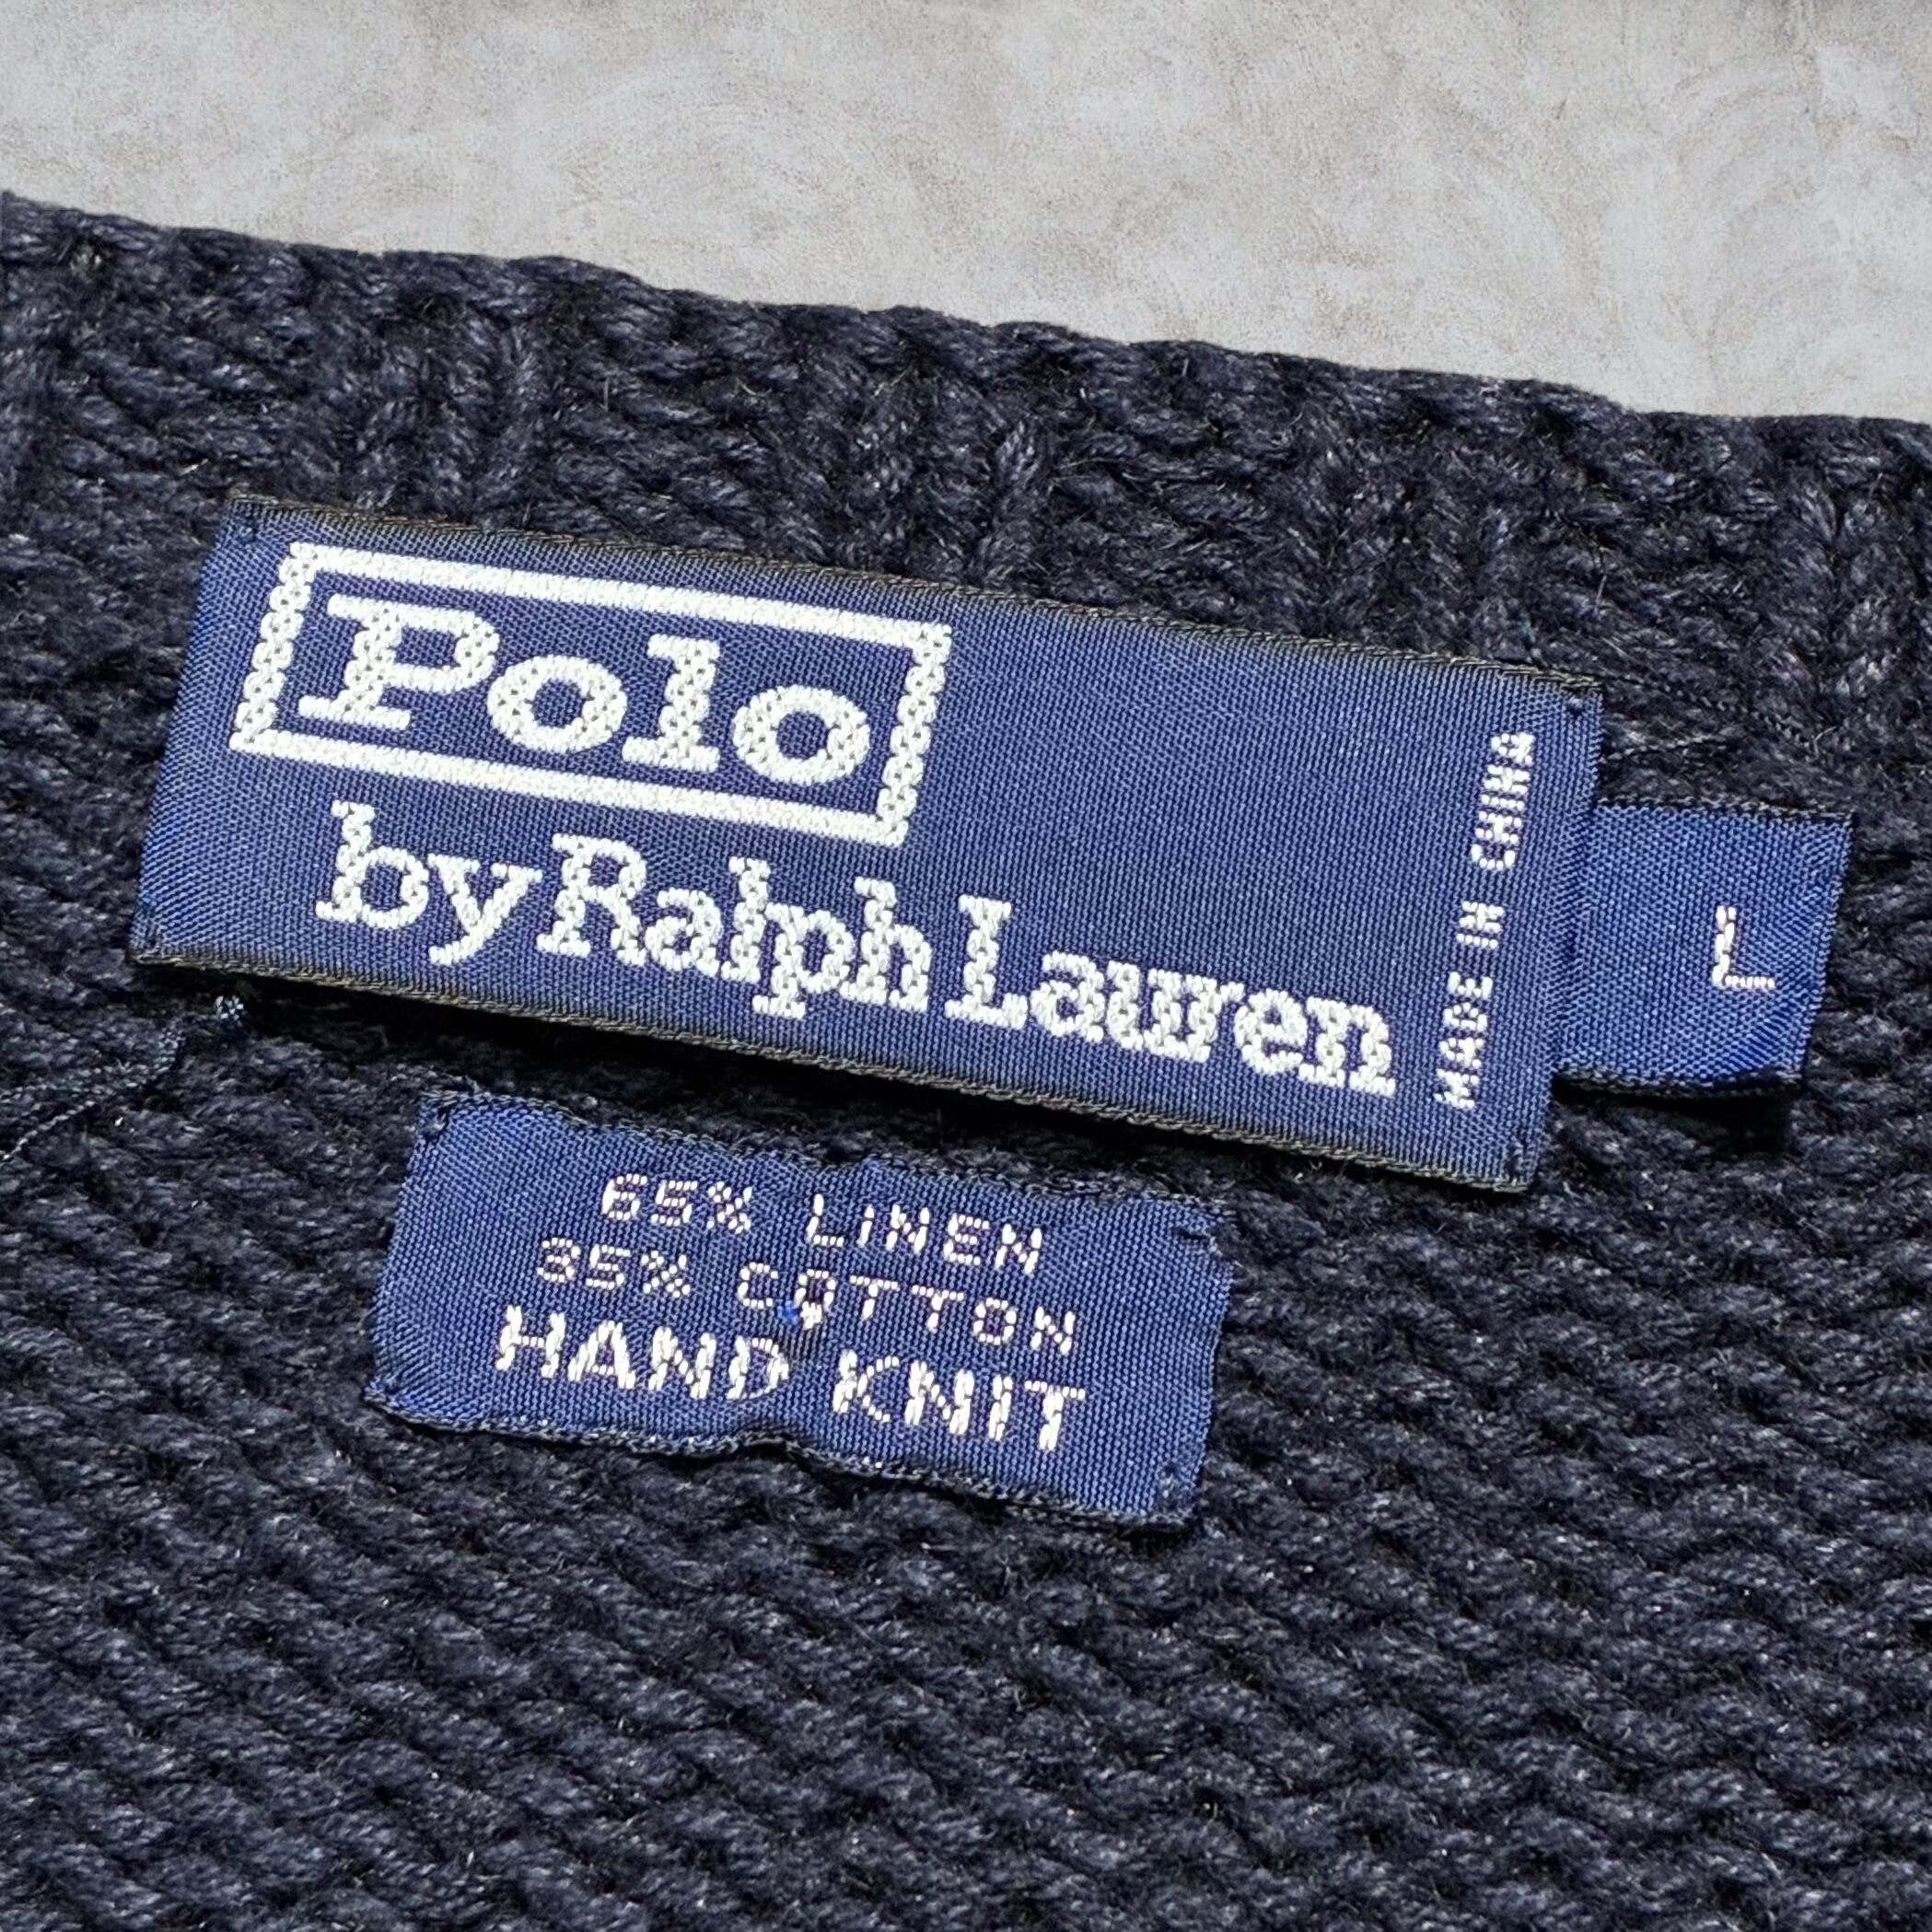 Polo
by Ralph Lauren
MADE IN CHINA
L
65% LINEN
35% COTTON
HAND KNIT